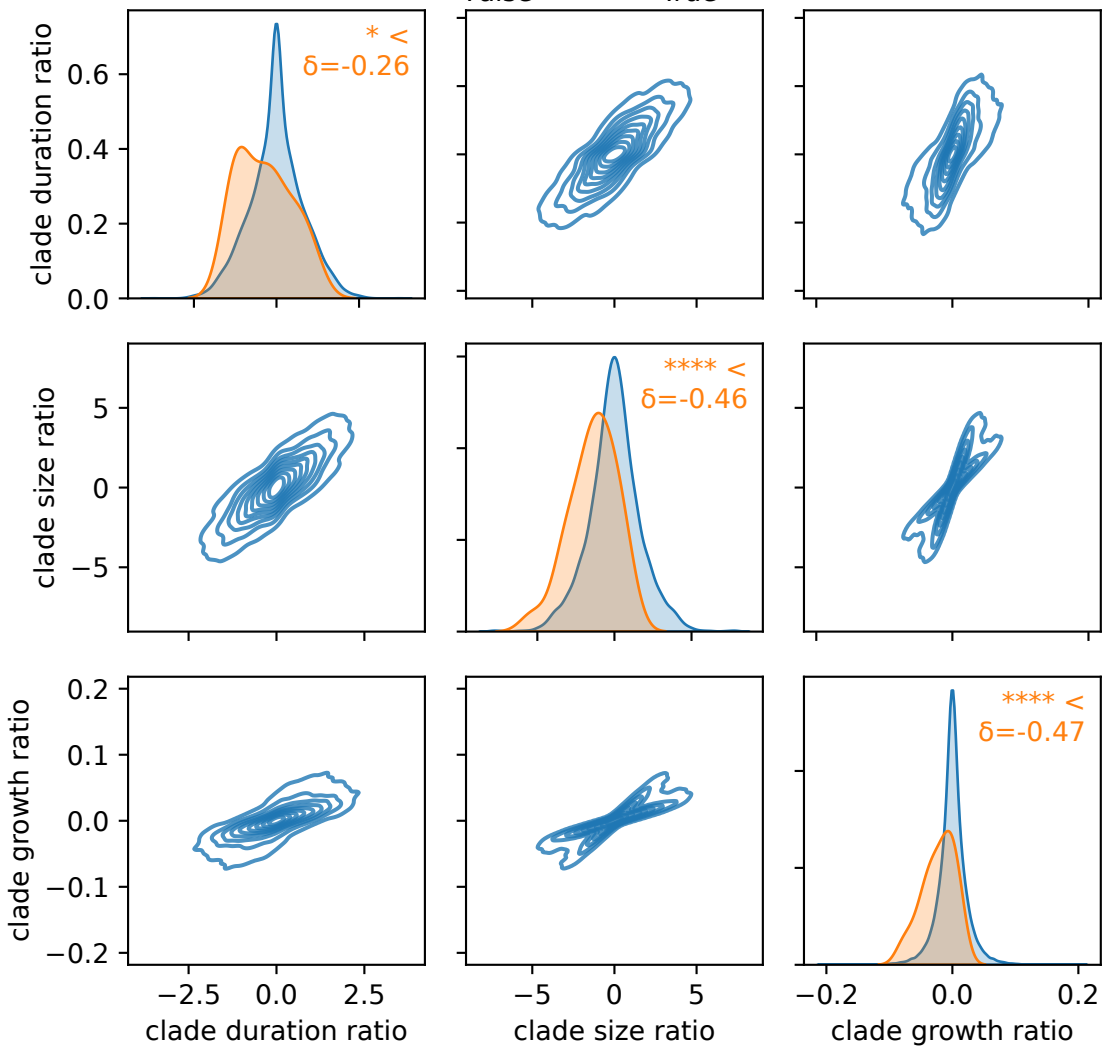 * <
δ=-0.26
clade duration ratio
0.6
0.4
0.2
0.0
**** <
δ=-0.46
clade size ratio
5
0
−5
**** <
δ=-0.47
clade growth ratio
0.2
0.1
0.0
−0.1
−0.2
−2.5 0.0 2.5
−5 0 5
−0.2 0.0 0.2
clade duration ratio
clade size ratio
clade growth ratio